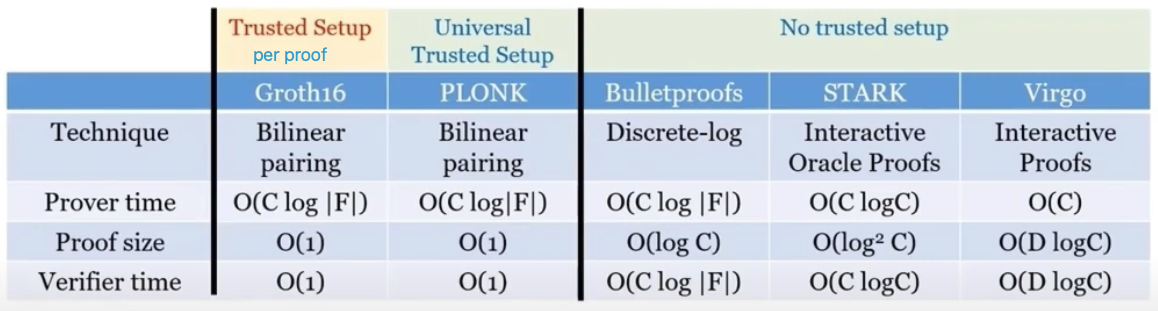 Trusted Setup
per proof
Universal
Trusted Setup
No trusted setup
Groth16
PLONK
Bulletproofs
STARK
Virgo
Technique
Bilinear
pairing
Bilinear
pairing
Discrete-log
Interactive
Oracle Proofs
Interactive
Proofs
Prover time
O(C log |F|)
O(C log|F|)
O(C log |F|)
O(C logC)
O(C)
Proof size
O(1)
O(1)
O(log C)
O(log² C)
O(D logC)
Verifier time
O(1)
O(1)
O(C log |F|)
O(C logC)
O(D logC)